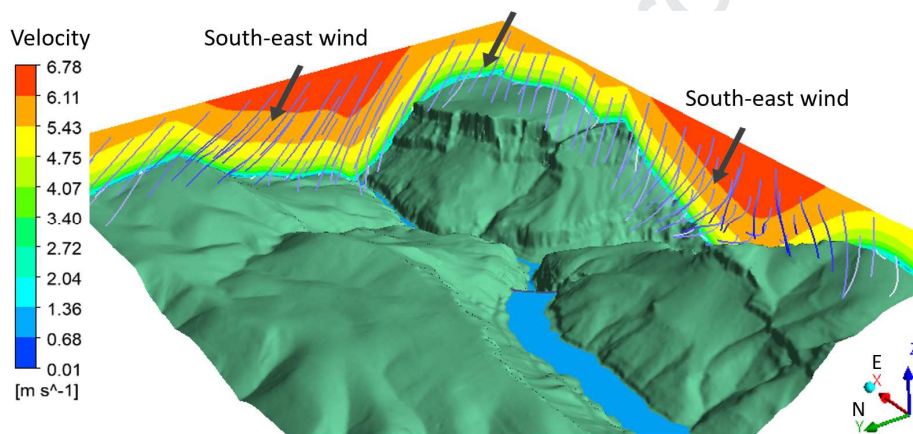 Velocity
6.78
6.11
5.43
4.75
4.07
3.40
2.72
2.04
1.36
0.68
0.01
[m s^-1]
South-east wind
South-east wind
E
X
Z
N
Y